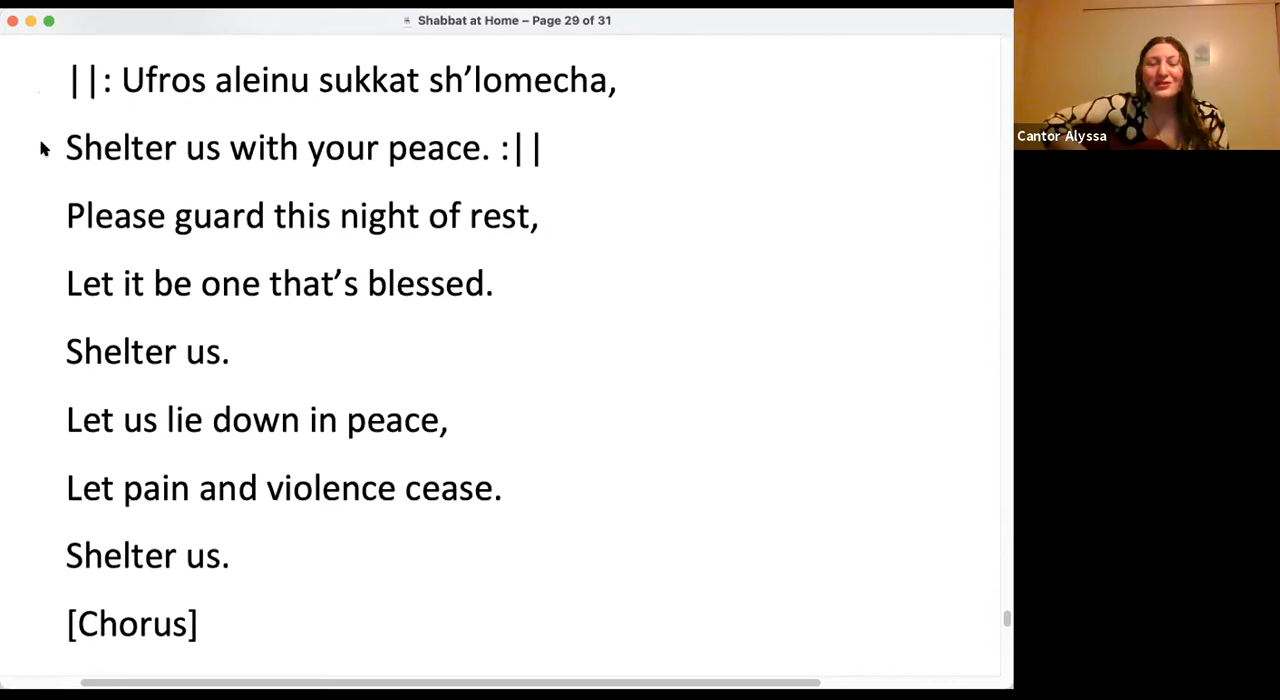 Shabbat at Home – Page 29 of 31
||: Ufros aleinu sukkat sh’lomecha,
Shelter us with your peace. :||
Please guard this night of rest,
Let it be one that’s blessed.
Shelter us.
Let us lie down in peace,
Let pain and violence cease.
Shelter us.
[Chorus]
Cantor Alyssa